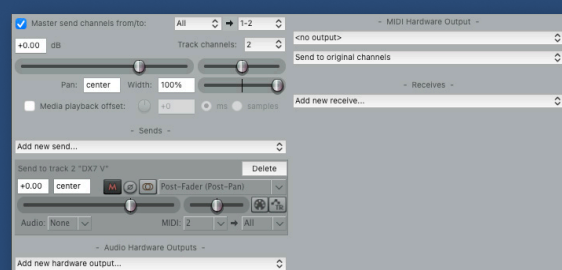 Master send channels from/to: All → 1-2
+0.00 dB Track channels: 2
Pan: center Width: 100%
Media playback offset: +0 ms samples
- Sends -
Add new send...
Send to track 2 "DX7 V" Delete
+0.00 center M Post-Fader (Post-Pan)
Audio: None MIDI: 2 → All
- Audio Hardware Outputs -
Add new hardware output...
- MIDI Hardware Output -
<no output>
Send to original channels
- Receives -
Add new receive...